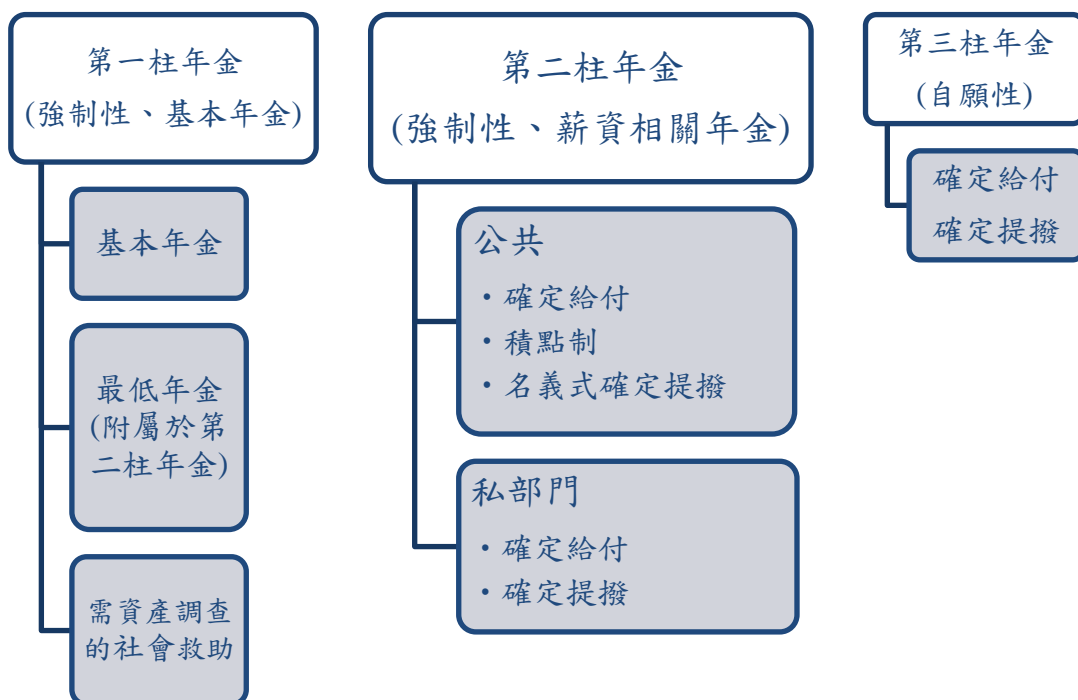 第一柱年金
(強制性、基本年金)
基本年金
最低年金
(附屬於第
二柱年金)
需資產調查
的社會救助
第二柱年金
(強制性、薪資相關年金)
公共
・確定給付
・積點制
・名義式確定提撥
私部門
・確定給付
・確定提撥
第三柱年金
(自願性)
確定給付
確定提撥